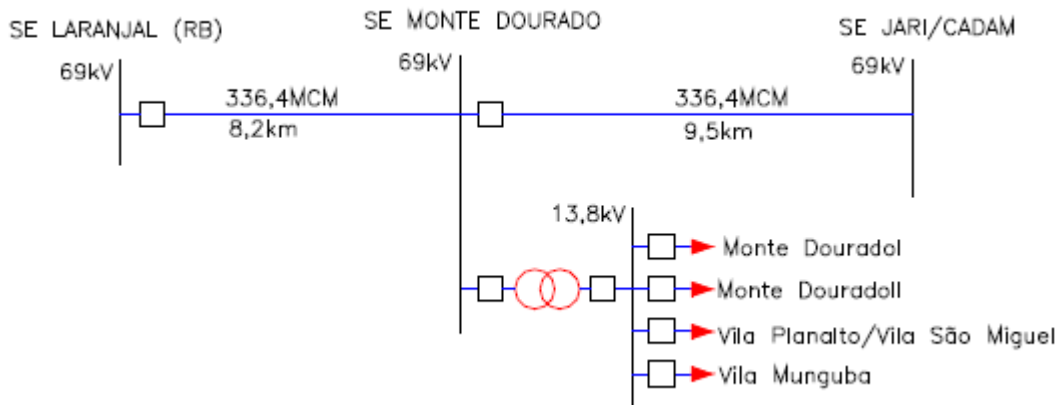 SE LARANJAL (RB)
SE MONTE DOURADO
SE JARI/CADAM
69kV
69kV
69kV
336,4MCM
8,2km
336,4MCM
9,5km
13,8kV
Monte DouradoI
Monte DouradoII
Vila Planalto/Vila São Miguel
Vila Munguba